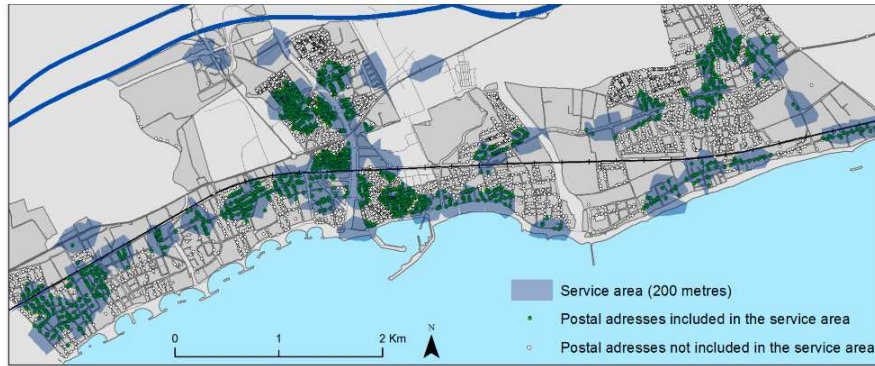 Service area (200 metres)
Postal adresses included in the service area
Postal adresses not included in the service area
0 1 2 Km
N